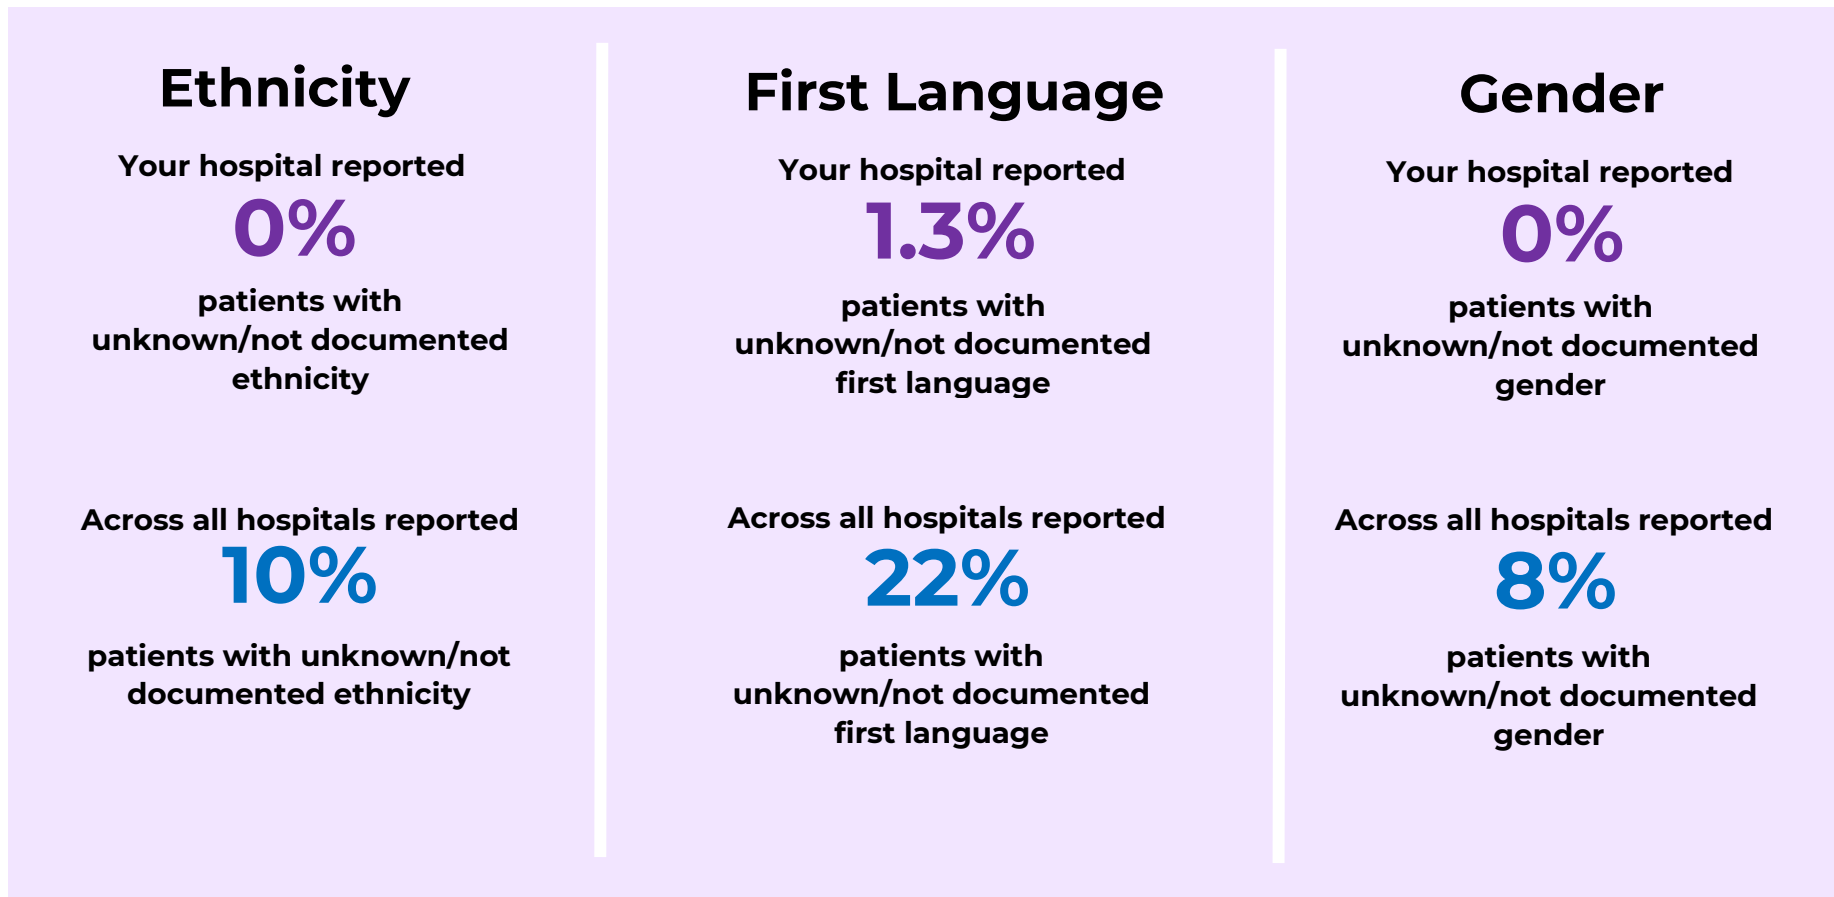 Ethnicity
Your hospital reported
0%
patients with
unknown/not documented
ethnicity
Across all hospitals reported
10%
patients with unknown/not
documented ethnicity
First Language
Your hospital reported
1.3%
patients with
unknown/not documented
first language
Across all hospitals reported
22%
patients with
unknown/not documented
first language
Gender
Your hospital reported
0%
patients with
unknown/not documented
gender
Across all hospitals reported
8%
patients with
unknown/not documented
gender